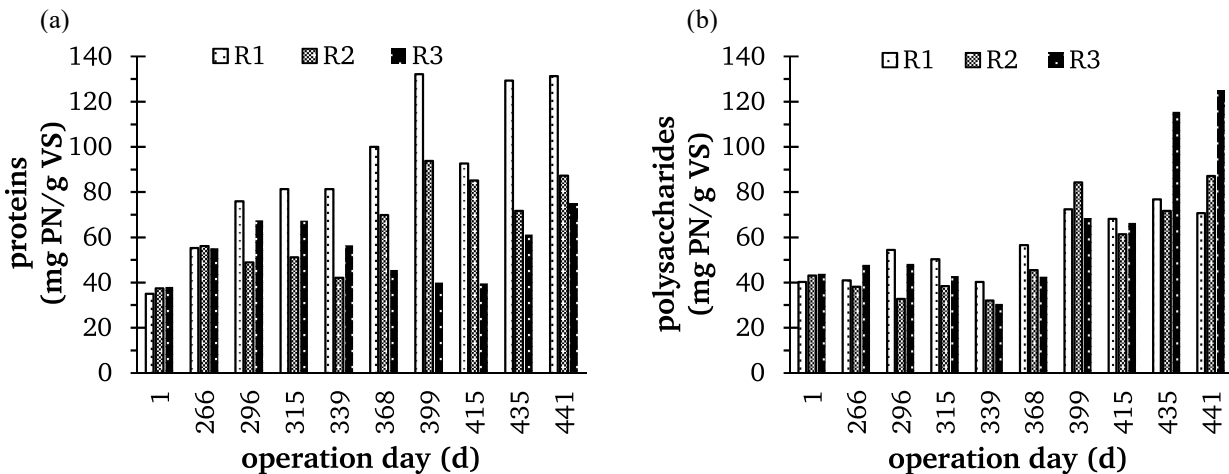 (a)
R1 R2 R3
140
120
100
80
60
40
20
0
proteins
(mg PN/g VS)
1 266 296 315 339 368 399 415 435 441
operation day (d)
(b)
R1 R2 R3
140
120
100
80
60
40
20
0
polysaccharides
(mg PN/g VS)
1 266 296 315 339 368 399 415 435 441
operation day (d)